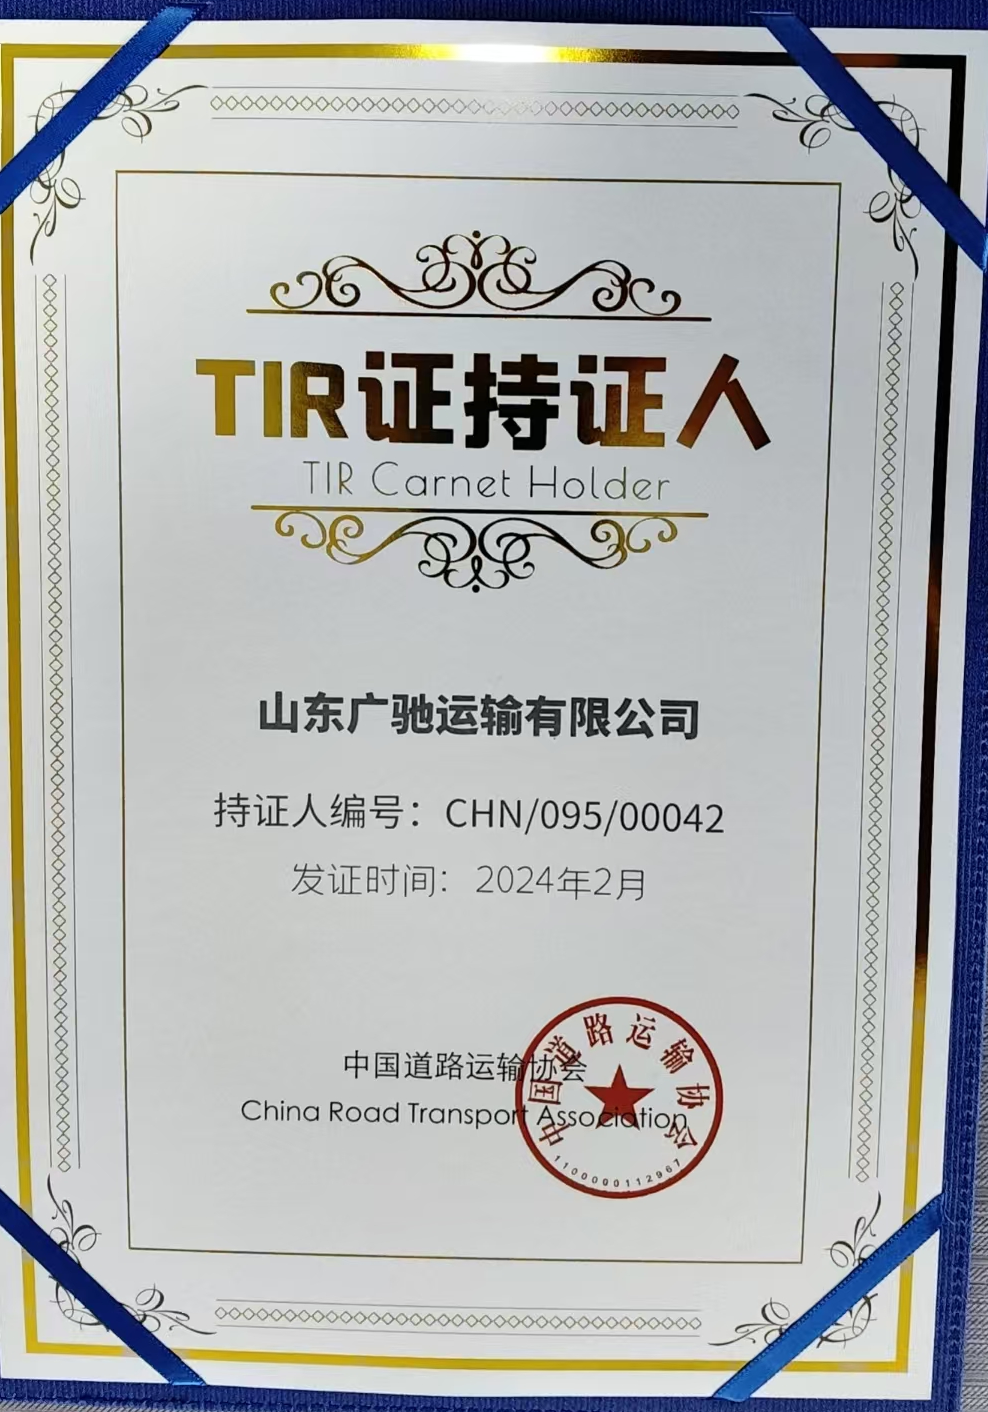 TIR证持证人
TIR Carnet Holder
山东广驰运输有限公司
持证人编号：CHN/095/00042
发证时间：2024年2月
中国道路运输协会
China Road Transport Association
中国道路运输协会
1100000112967